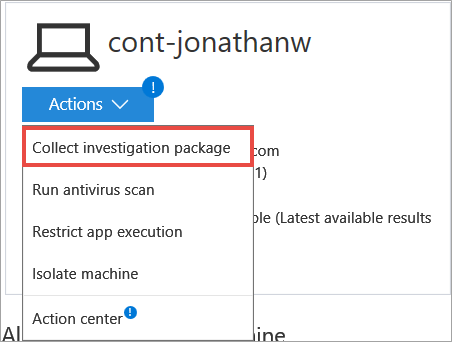 cont-jonathanw
!
Actions
Collect investigation package
com
Run antivirus scan
1)
Restrict app execution
ble (Latest available results
Isolate machine
Action center !
Al
ine